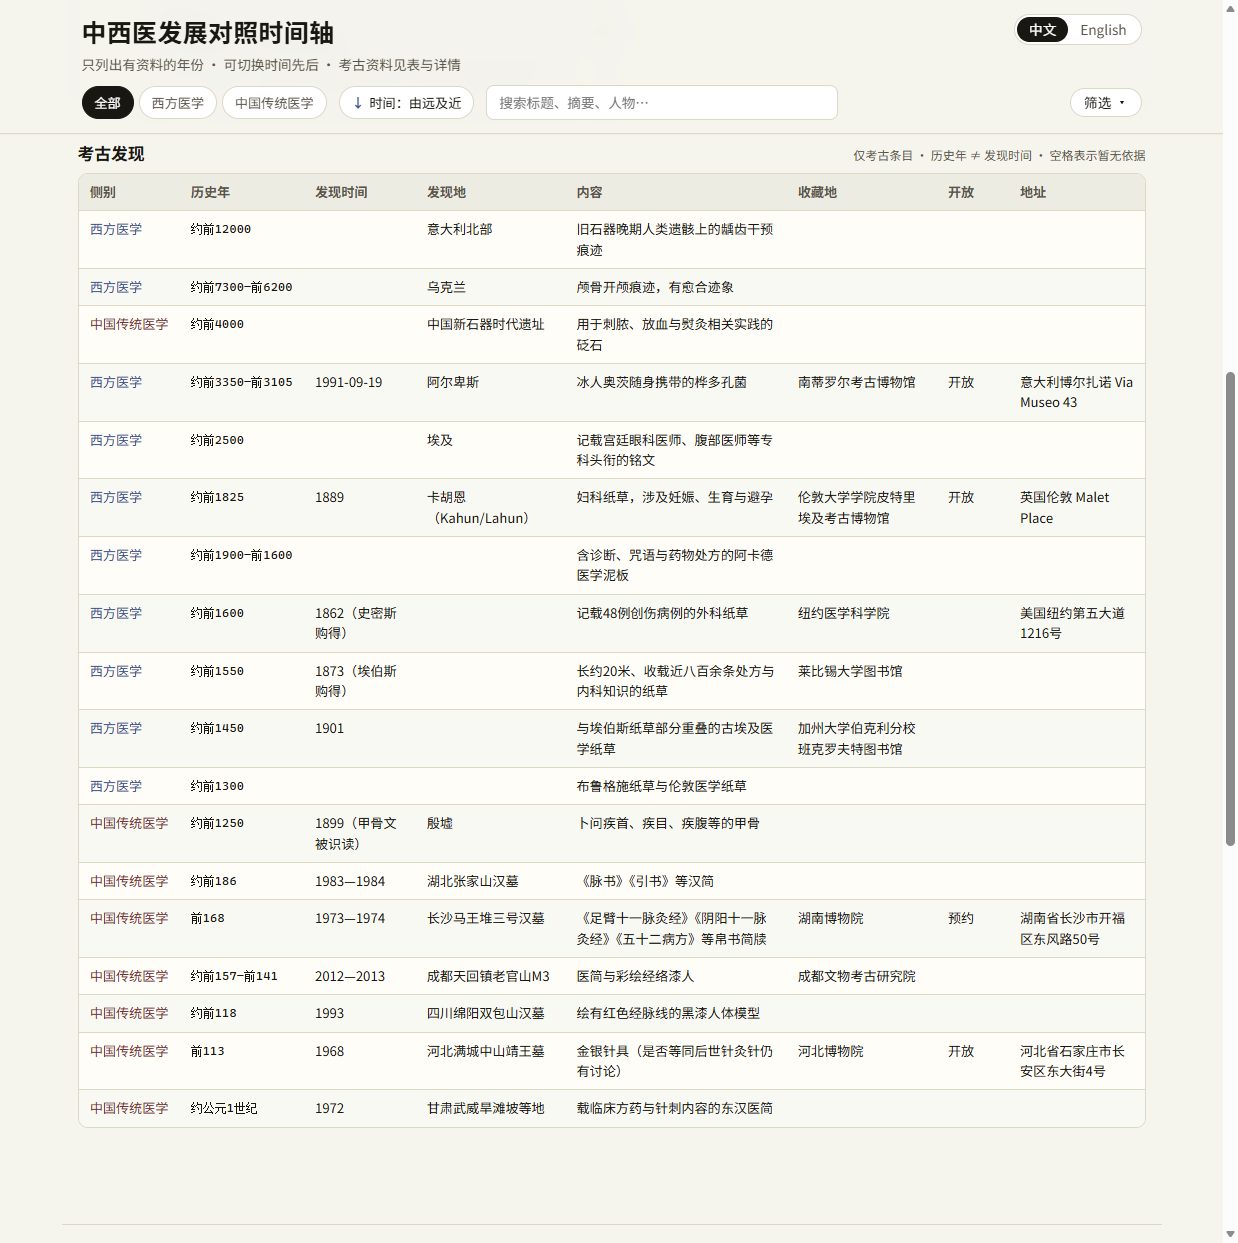 中西医发展对照时间轴
中文 English
只列出有资料的年份 · 可切换时间先后 · 考古资料见表与详情
全部 西方医学 中国传统医学 ↓ 时间：由远及近 搜索标题、摘要、人物… 筛选 ▾
考古发现 仅考古条目 · 历史年 ≠ 发现时间 · 空格表示暂无依据
侧别 历史年 发现时间 发现地 内容 收藏地 开放 地址
西方医学 约前12000 意大利北部 旧石器晚期人类遗骸上的龋齿干预
痕迹
西方医学 约前7300–前6200 乌克兰 颅骨开颅痕迹，有愈合迹象
中国传统医学 约前4000 中国新石器时代遗址 用于刺脓、放血与熨灸相关实践的
砭石
西方医学 约前3350–前3105 1991-09-19 阿尔卑斯 冰人奥茨随身携带的桦多孔菌 南蒂罗尔考古博物馆 开放 意大利博尔扎诺 Via
Museo 43
西方医学 约前2500 埃及 记载宫廷眼科医师、腹部医师等专
科头衔的铭文
西方医学 约前1825 1889 卡胡恩 妇科纸草，涉及妊娠、生育与避孕 伦敦大学学院皮特里 开放 英国伦敦 Malet
（Kahun/Lahun） 埃及考古博物馆 Place
西方医学 约前1900–前1600 含诊断、咒语与药物处方的阿卡德
医学泥板
西方医学 约前1600 1862（史密斯 记载48例创伤病例的外科纸草 纽约医学科学院 美国纽约第五大道
购得） 1216号
西方医学 约前1550 1873（埃伯斯 长约20米、收载近八百余条处方与 莱比锡大学图书馆
购得） 内科知识的纸草
西方医学 约前1450 1901 与埃伯斯纸草部分重叠的古埃及医 加州大学伯克利分校
学纸草 班克罗夫特图书馆
西方医学 约前1300 布鲁格施纸草与伦敦医学纸草
中国传统医学 约前1250 1899（甲骨文 殷墟 卜问疾首、疾目、疾腹等的甲骨
被识读）
中国传统医学 约前186 1983—1984 湖北张家山汉墓 《脉书》《引书》等汉简
中国传统医学 前168 1973—1974 长沙马王堆三号汉墓 《足臂十一脉灸经》《阴阳十一脉 湖南博物院 预约 湖南省长沙市开福
灸经》《五十二病方》等帛书简牍 区东风路50号
中国传统医学 约前157–前141 2012—2013 成都天回镇老官山M3 医简与彩绘经络漆人 成都文物考古研究院
中国传统医学 约前118 1993 四川绵阳双包山汉墓 绘有红色经脉线的黑漆人体模型
中国传统医学 前113 1968 河北满城中山靖王墓 金银针具（是否等同后世针灸针仍 河北博物院 开放 河北省石家庄市长
有讨论） 安区东大街4号
中国传统医学 约公元1世纪 1972 甘肃武威旱滩坡等地 载临床方药与针刺内容的东汉医简